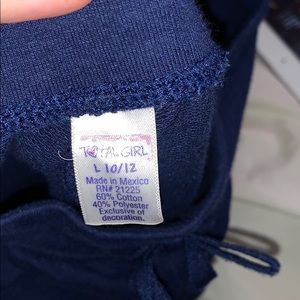 TOTAL GIRL
L 10/12
Made in Mexico
RN# 21225
60% Cotton
40% Polyester
Exclusive of
decoration.